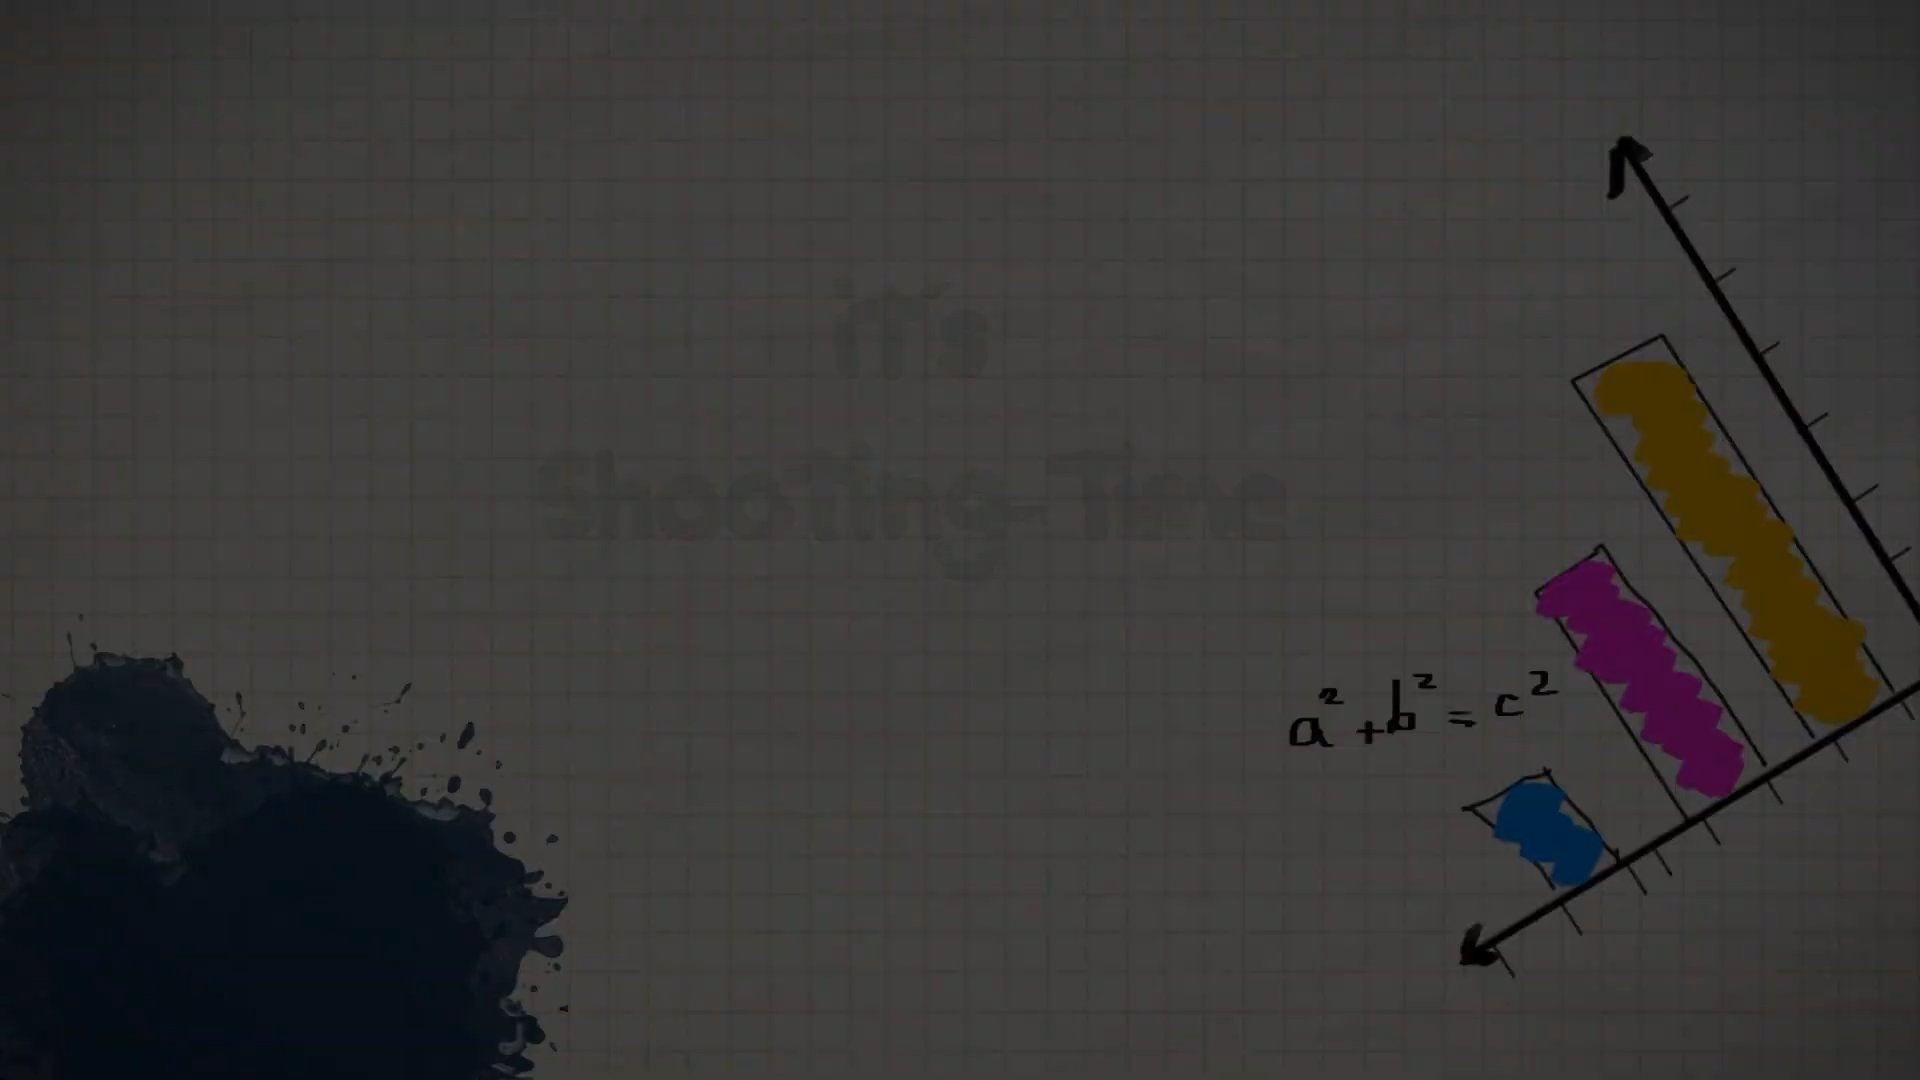 iT's
Shooting-Time
a² + b² = c²